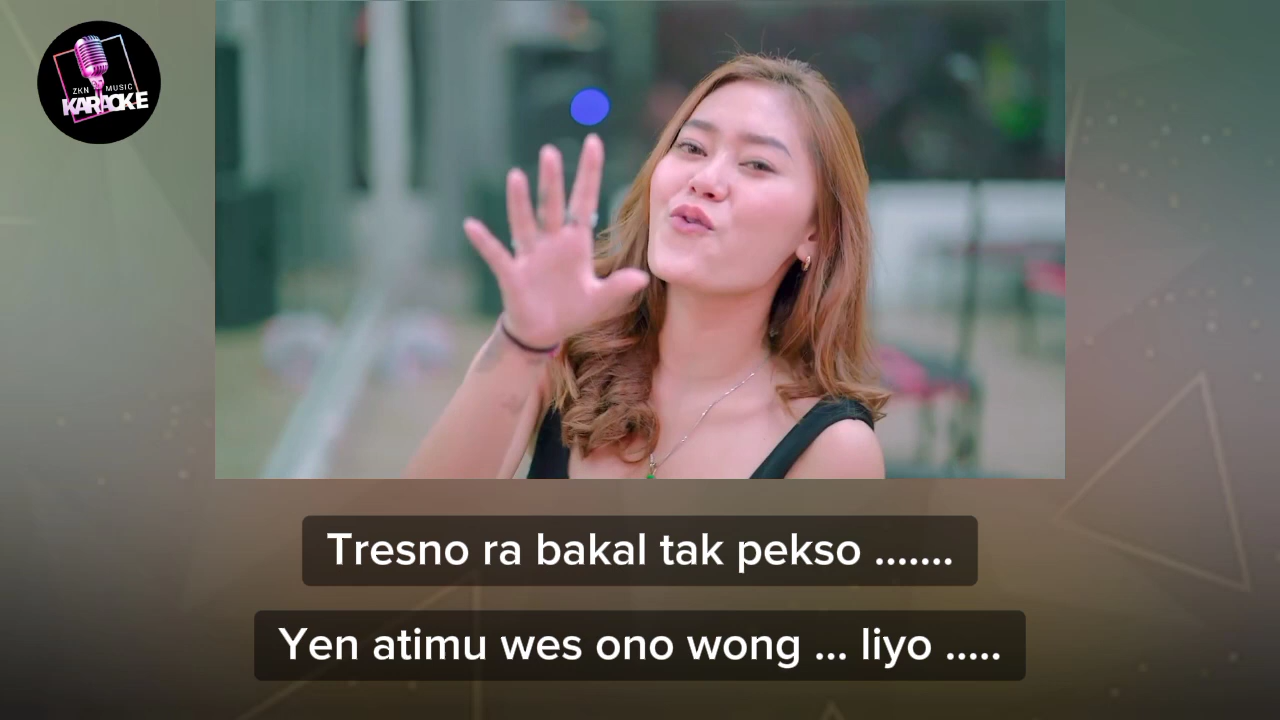 ZKN MUSIC
KARAOKE
Tresno ra bakal tak pekso .......
Yen atimu wes ono wong ... liyo .....